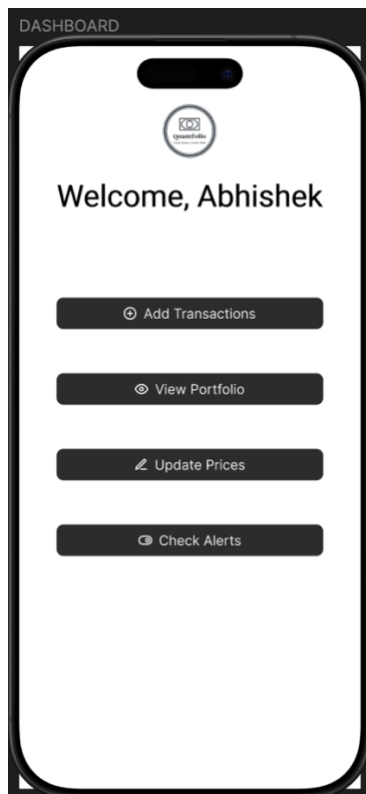 DASHBOARD
Quantfolio
Welcome, Abhishek
Add Transactions
View Portfolio
Update Prices
Check Alerts